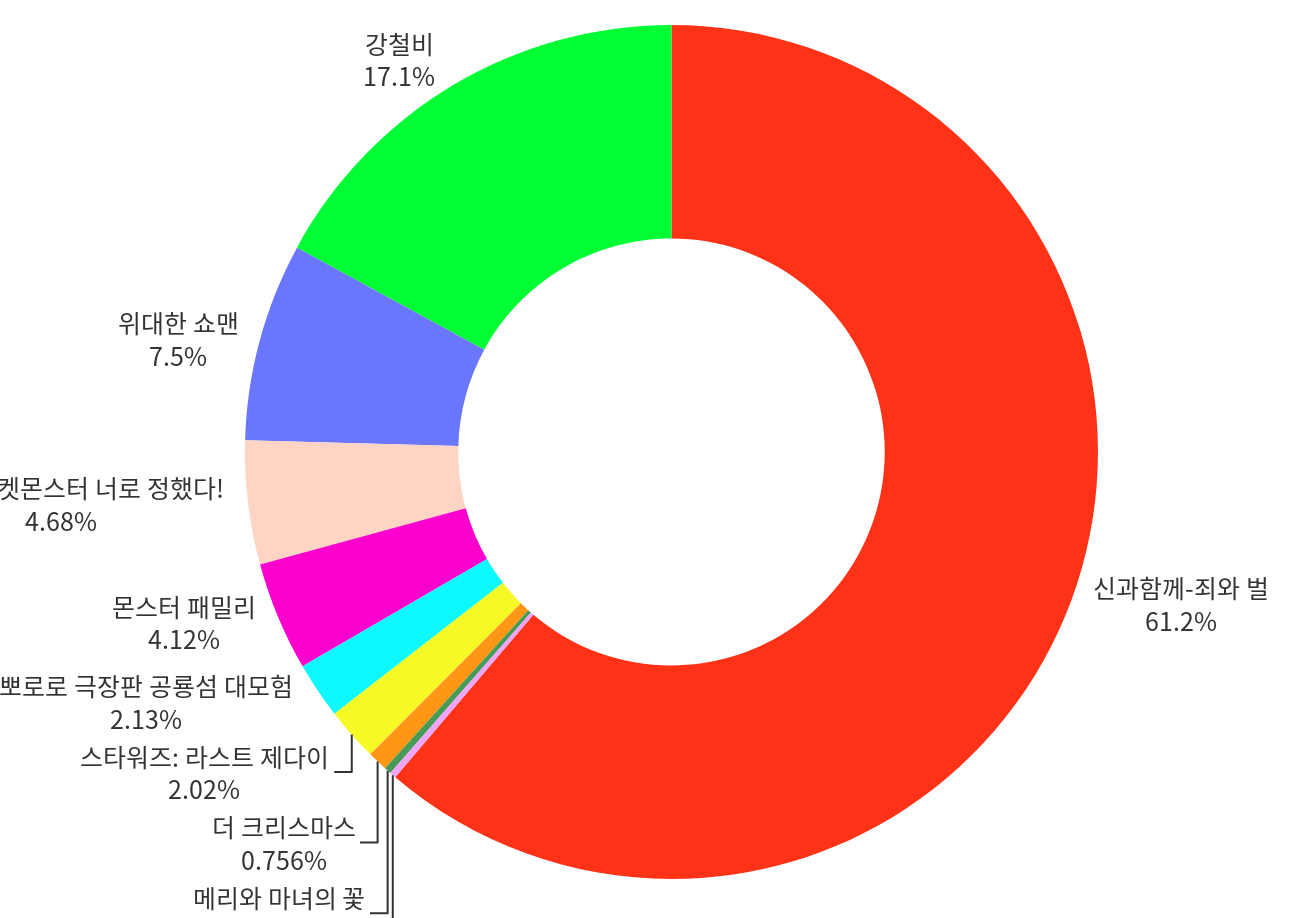 강철비
17.1%
위대한 쇼맨
7.5%
켓몬스터 너로 정했다!
4.68%
몬스터 패밀리
4.12%
뽀로로 극장판 공룡섬 대모험
2.13%
스타워즈: 라스트 제다이
2.02%
더 크리스마스
0.756%
메리와 마녀의 꽃
신과함께-죄와 벌
61.2%